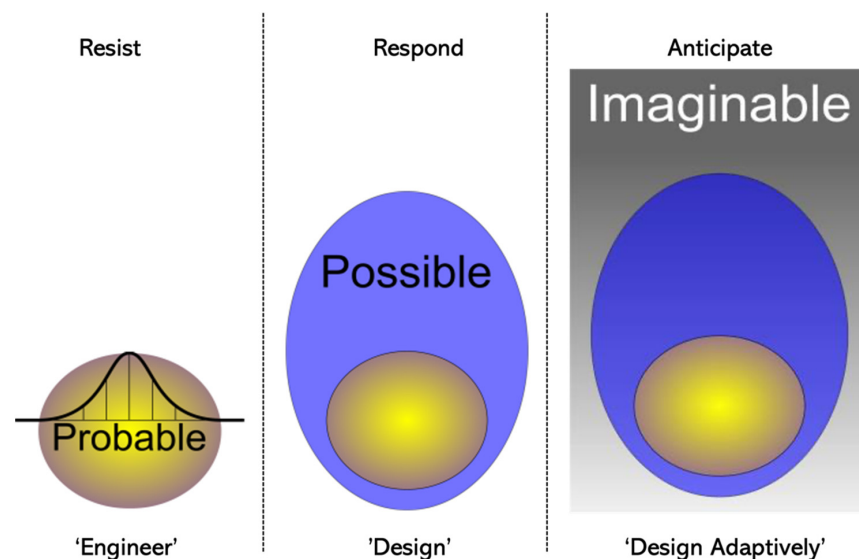 Resist
Respond
Anticipate
Imaginable
Possible
Probable
‘Engineer’
’Design’
‘Design Adaptively’